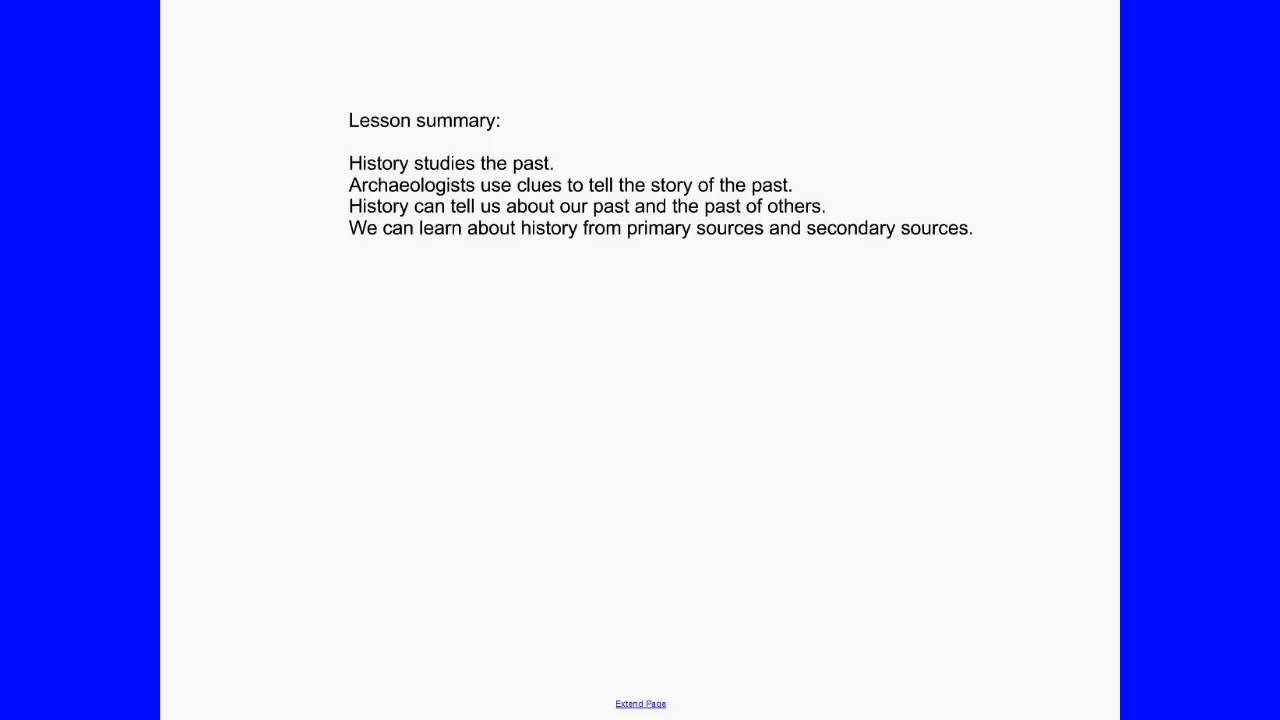 Lesson summary:
History studies the past.
Archaeologists use clues to tell the story of the past.
History can tell us about our past and the past of others.
We can learn about history from primary sources and secondary sources.
Extend Page